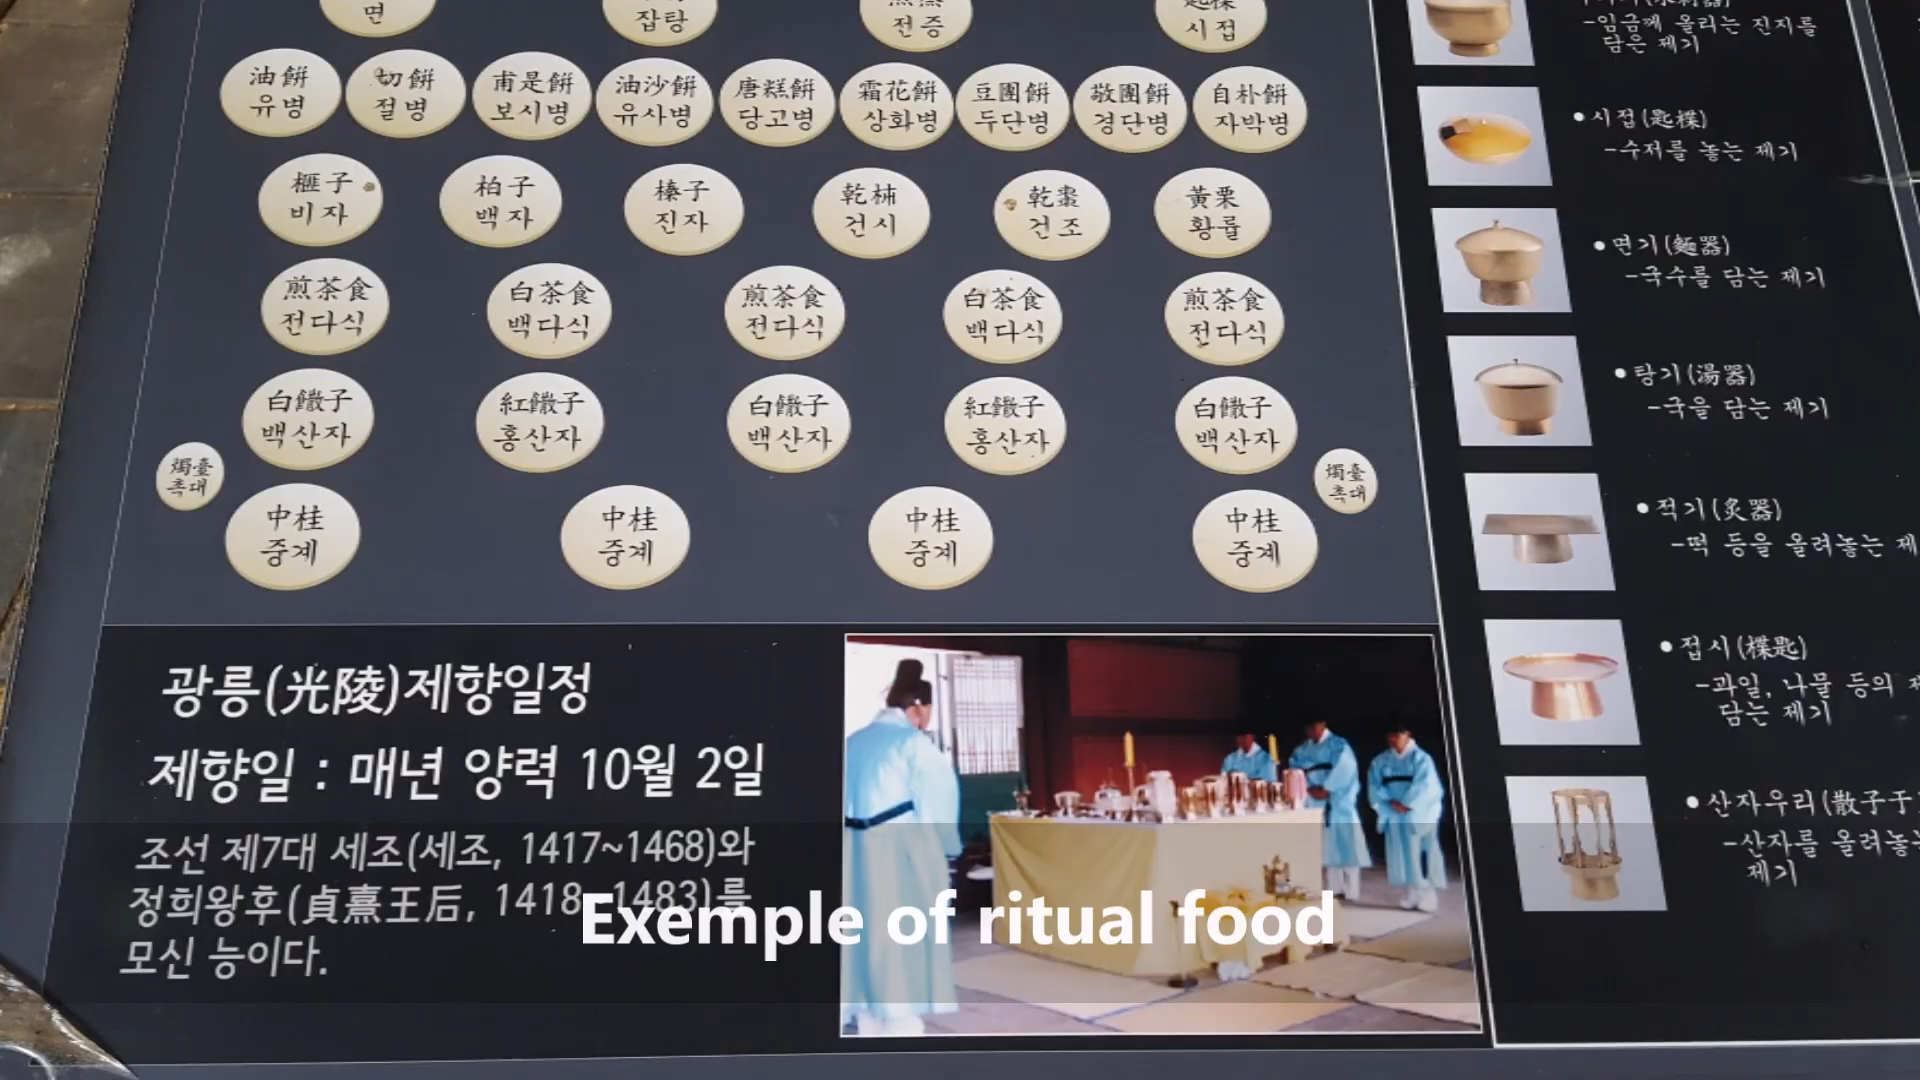 면
잡탕
전증
시접
油餠
유병
切餠
절병
甫是餠
보시병
油沙餠
유사병
唐糕餠
당고병
霜花餠
상화병
豆團餠
두단병
敬團餠
경단병
自朴餠
자박병
榧子
비자
柏子
백자
榛子
진자
乾柹
건시
乾棗
건조
黃栗
황률
煎茶食
전다식
白茶食
백다식
煎茶食
전다식
白茶食
백다식
煎茶食
전다식
白饊子
백산자
紅饊子
홍산자
白饊子
백산자
紅饊子
홍산자
白饊子
백산자
燭臺
촉대
燭臺
촉대
中桂
중계
中桂
중계
中桂
중계
中桂
중계
광릉(光陵)제향일정
제향일 : 매년 양력 10월 2일
조선 제7대 세조(세조, 1417~1468)와
정희왕후(貞熹王后, 1418~1483)를
모신 능이다.
-임금께 올리는 진지를
담은 제기
•시접(匙楪)
-수저를 놓는 제기
•면기(麵器)
-국수를 담는 제기
•탕기(湯器)
-국을 담는 제기
•적기(炙器)
-떡 등을 올려놓는 제
•접시(楪匙)
-과일, 나물 등의 제
담는 제기
•산자우리(散子于
-산자를 올려놓는
제기
Exemple of ritual food